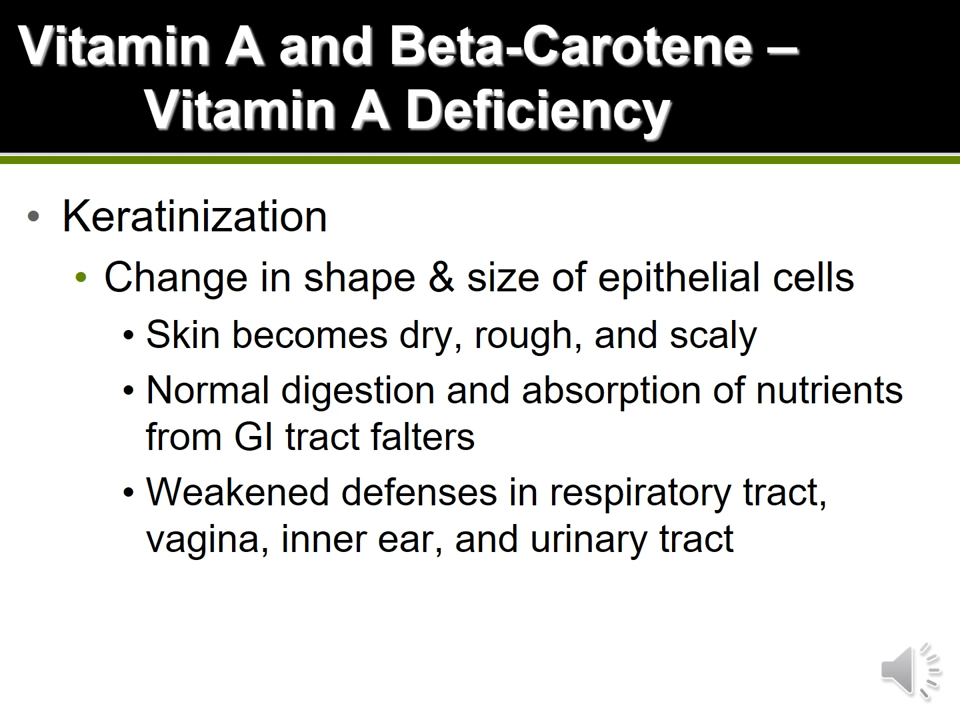 Vitamin A and Beta-Carotene –
Vitamin A Deficiency
• Keratinization
• Change in shape & size of epithelial cells
• Skin becomes dry, rough, and scaly
• Normal digestion and absorption of nutrients
from GI tract falters
• Weakened defenses in respiratory tract,
vagina, inner ear, and urinary tract